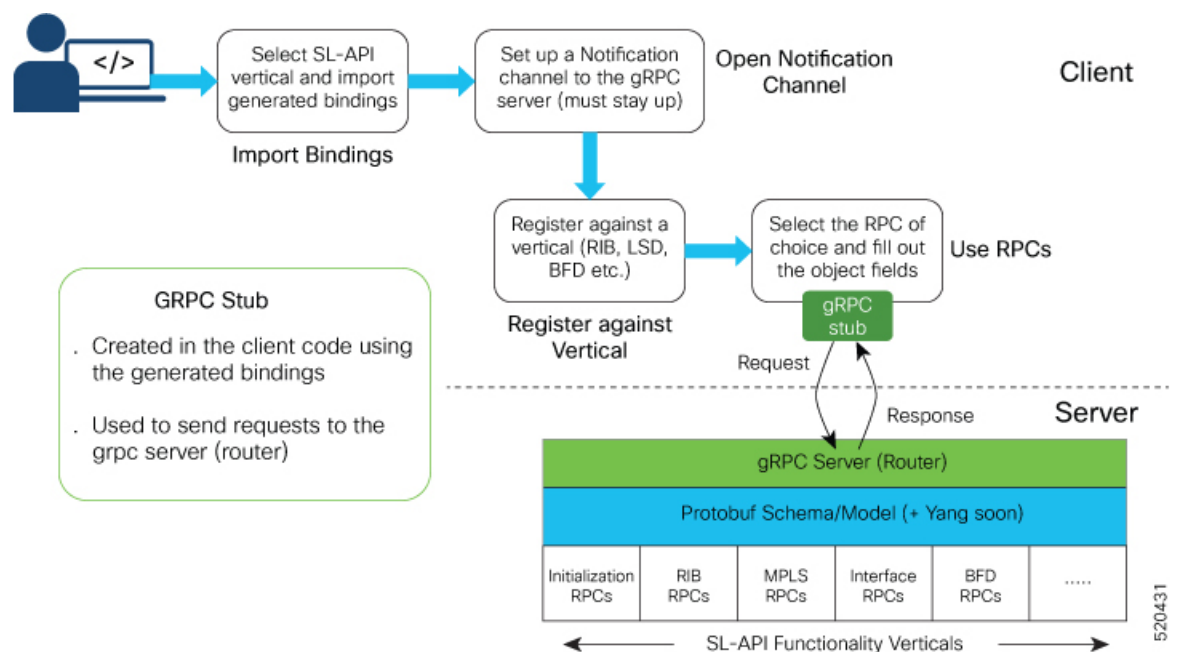 </>
Select SL-API
vertical and import
generated bindings
Import Bindings
Set up a Notification
channel to the gRPC
server (must stay up)
Open Notification
Channel
Client
Register against a
vertical (RIB, LSD,
BFD etc.)
Register against
Vertical
Select the RPC of
choice and fill out
the object fields
Use RPCs
gRPC
stub
GRPC Stub
. Created in the client code using
the generated bindings
. Used to send requests to the
grpc server (router)
Request
Response
Server
gRPC Server (Router)
Protobuf Schema/Model (+ Yang soon)
Initialization
RPCs
RIB
RPCs
MPLS
RPCs
Interface
RPCs
BFD
RPCs
.....
SL-API Functionality Verticals
520431